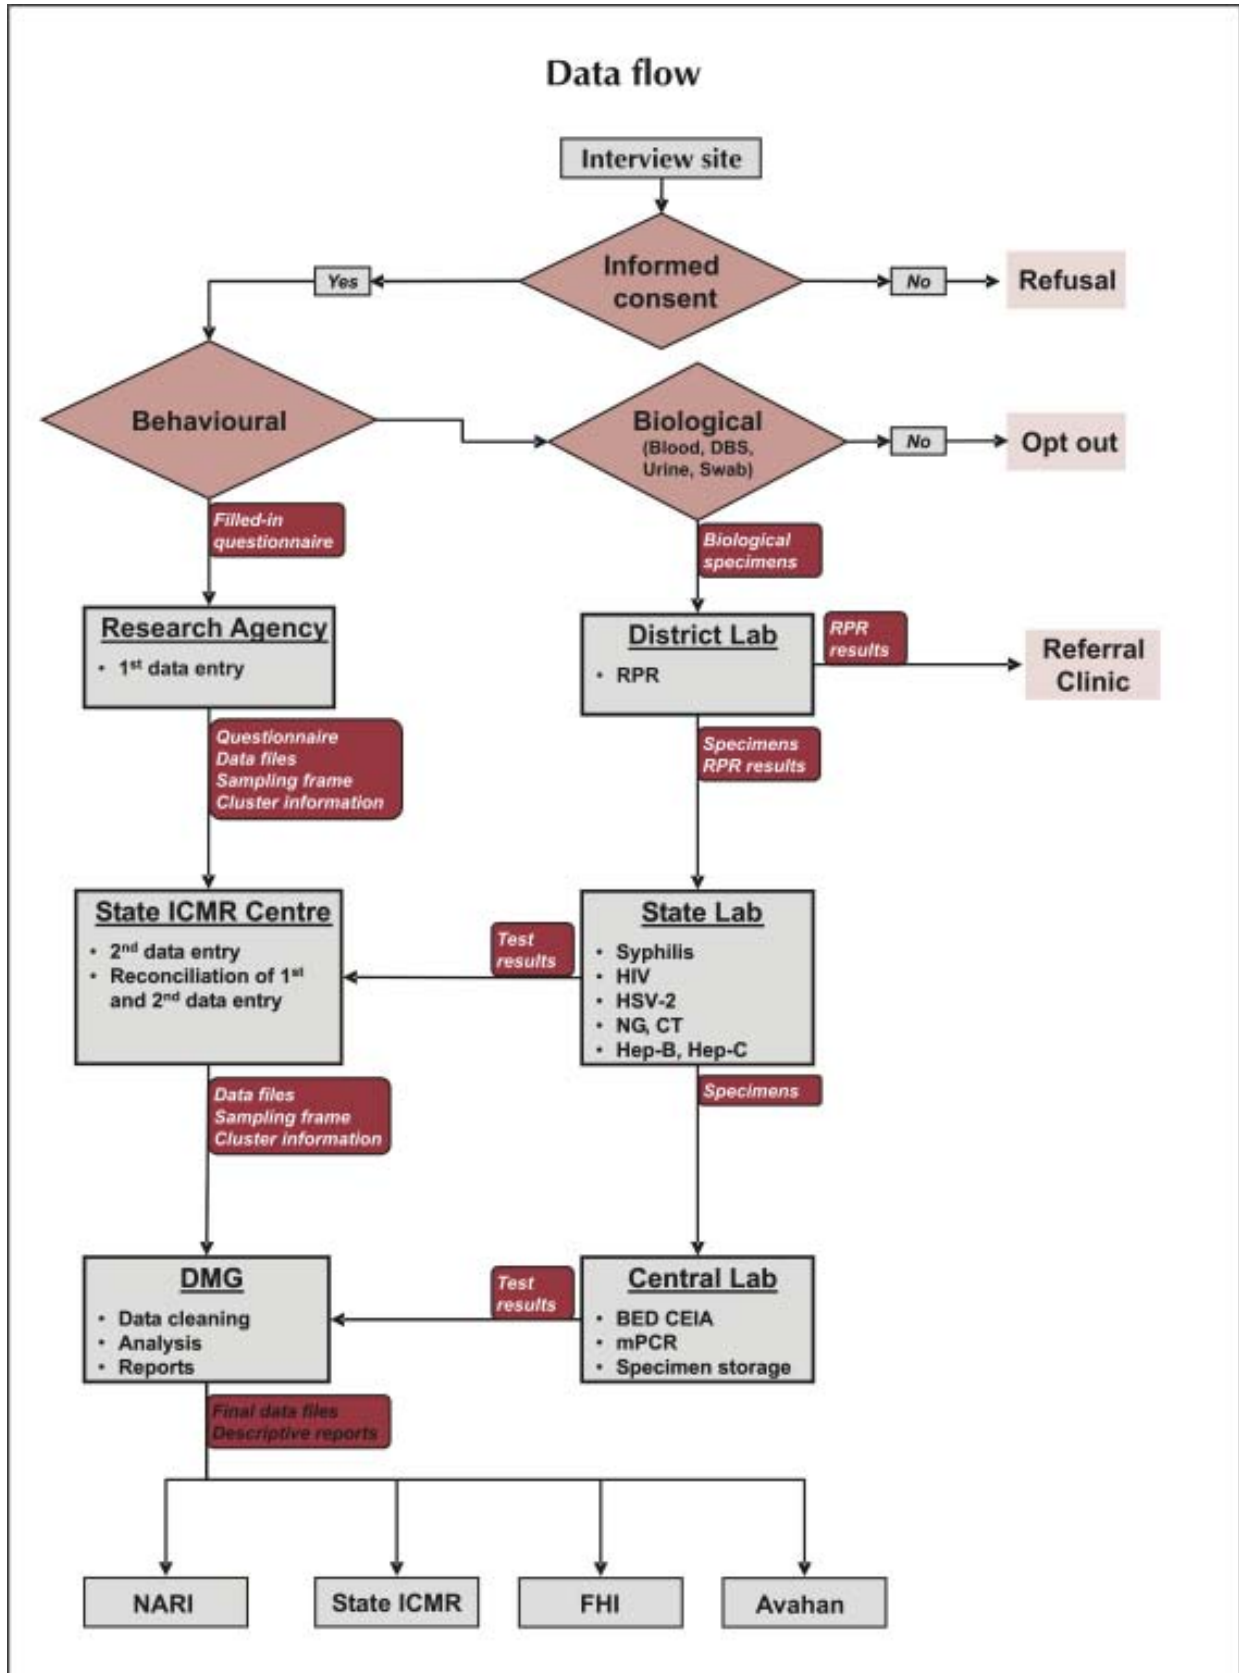 Data flow
Interview site
Informed
consent
Yes
No
Refusal
Behavioural
Biological
(Blood, DBS,
Urine, Swab)
No
Opt out
Filled-in
questionnaire
Biological
specimens
Research Agency
• 1st data entry
District Lab
• RPR
RPR
results
Referral
Clinic
Questionnaire
Data files
Sampling frame
Cluster information
Specimens
RPR results
State ICMR Centre
• 2nd data entry
• Reconciliation of 1st
and 2nd data entry
Test
results
State Lab
• Syphilis
• HIV
• HSV-2
• NG, CT
• Hep-B, Hep-C
Data files
Sampling frame
Cluster information
Specimens
DMG
• Data cleaning
• Analysis
• Reports
Test
results
Central Lab
• BED CEIA
• mPCR
• Specimen storage
Final data files
Descriptive reports
NARI
State ICMR
FHI
Avahan